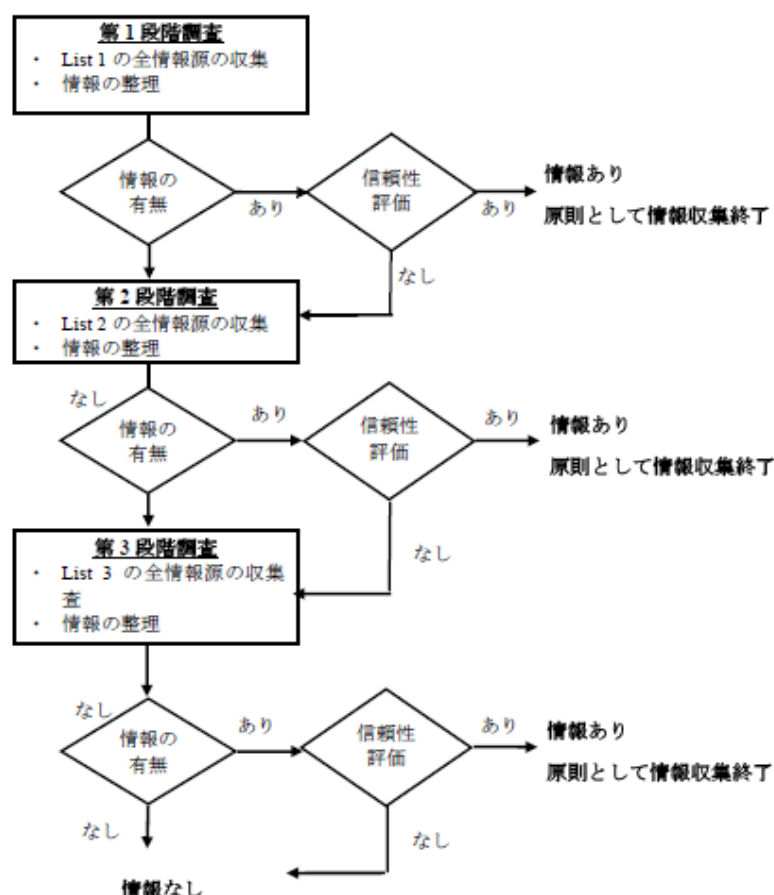 第1段階調査
・ List 1 の全情報源の収集
・ 情報の整理
情報の
有無
あり
信頼性
評価
あり
情報あり
原則として情報収集終了
なし
第2段階調査
・ List 2 の全情報源の収集
・ 情報の整理
なし
情報の
有無
あり
信頼性
評価
あり
情報あり
原則として情報収集終了
なし
第3段階調査
・ List 3 の全情報源の収集
査
・ 情報の整理
なし
情報の
有無
あり
信頼性
評価
あり
情報あり
原則として情報収集終了
なし
なし
情報なし